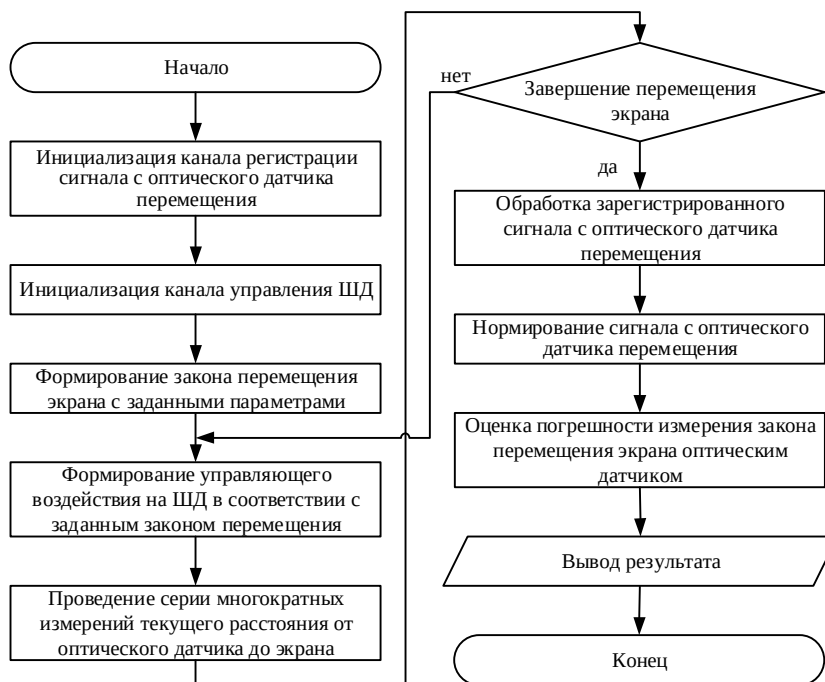 Начало
Инициализация канала регистрации
сигнала с оптического датчика
перемещения
Инициализация канала управления ШД
Формирование закона перемещения
экрана с заданными параметрами
Формирование управляющего
воздействия на ШД в соответствии с
заданным законом перемещения
Проведение серии многократных
измерений текущего расстояния от
оптического датчика до экрана
нет
Завершение перемещения
экрана
да
Обработка зарегистрированного
сигнала с оптического датчика
перемещения
Нормирование сигнала с оптического
датчика перемещения
Оценка погрешности измерения закона
перемещения экрана оптическим
датчиком
Вывод результата
Конец